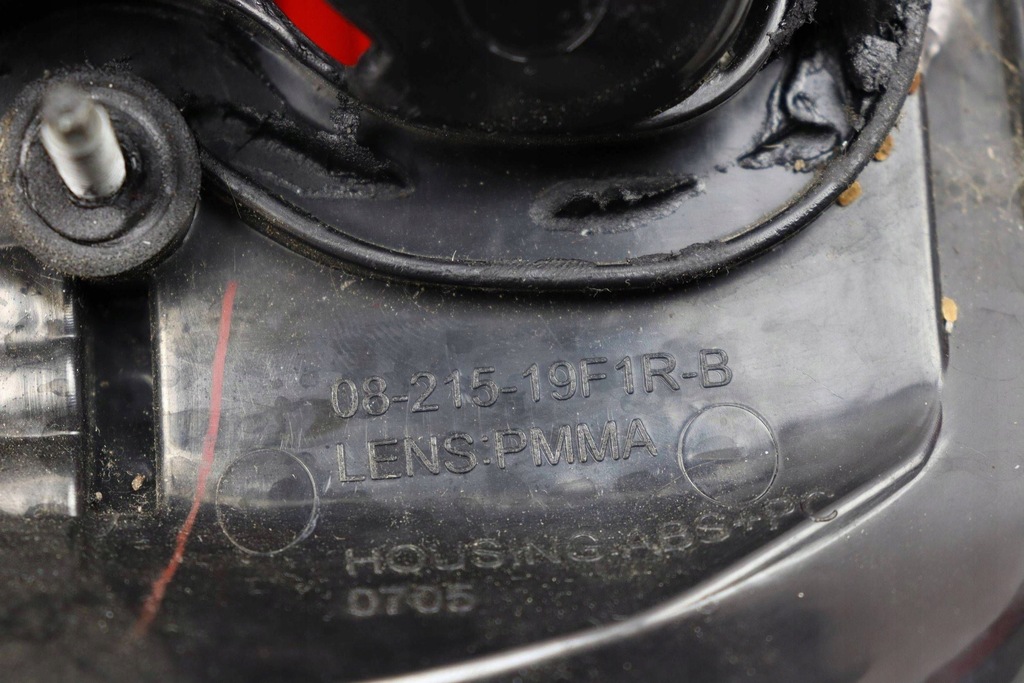 08-215-19F1R-B
LENS:PMMA
HOUSING:ABS+PC
0705